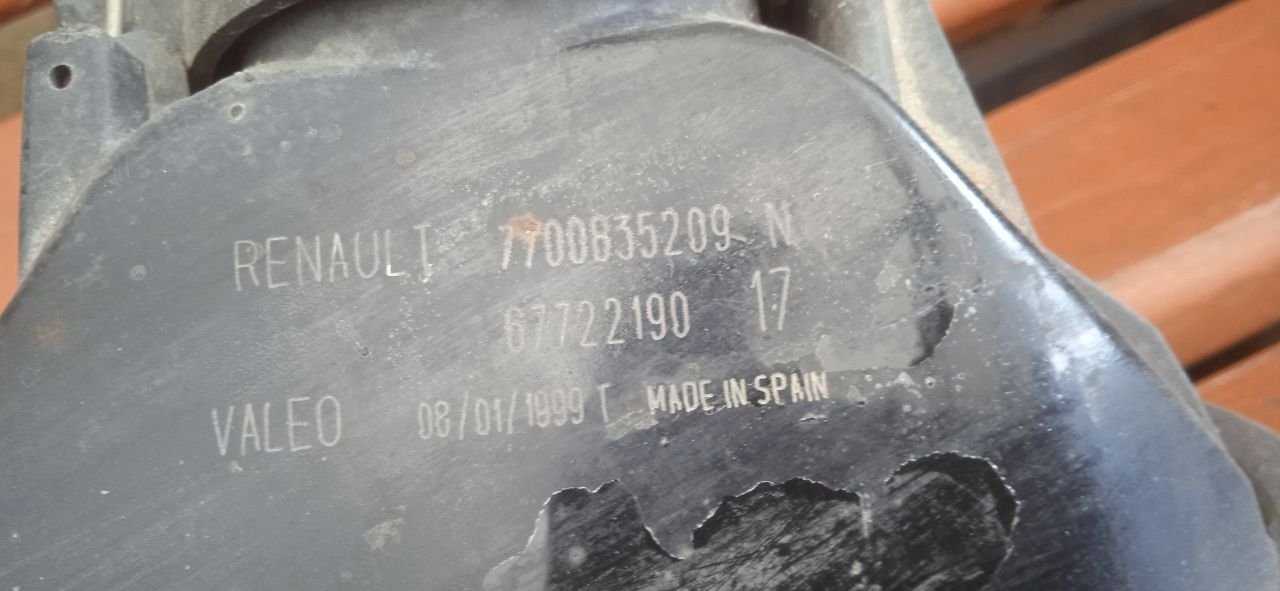 RENAULT 7700835209 N
67722190 17
VALEO 08/01/1999 T MADE IN SPAIN